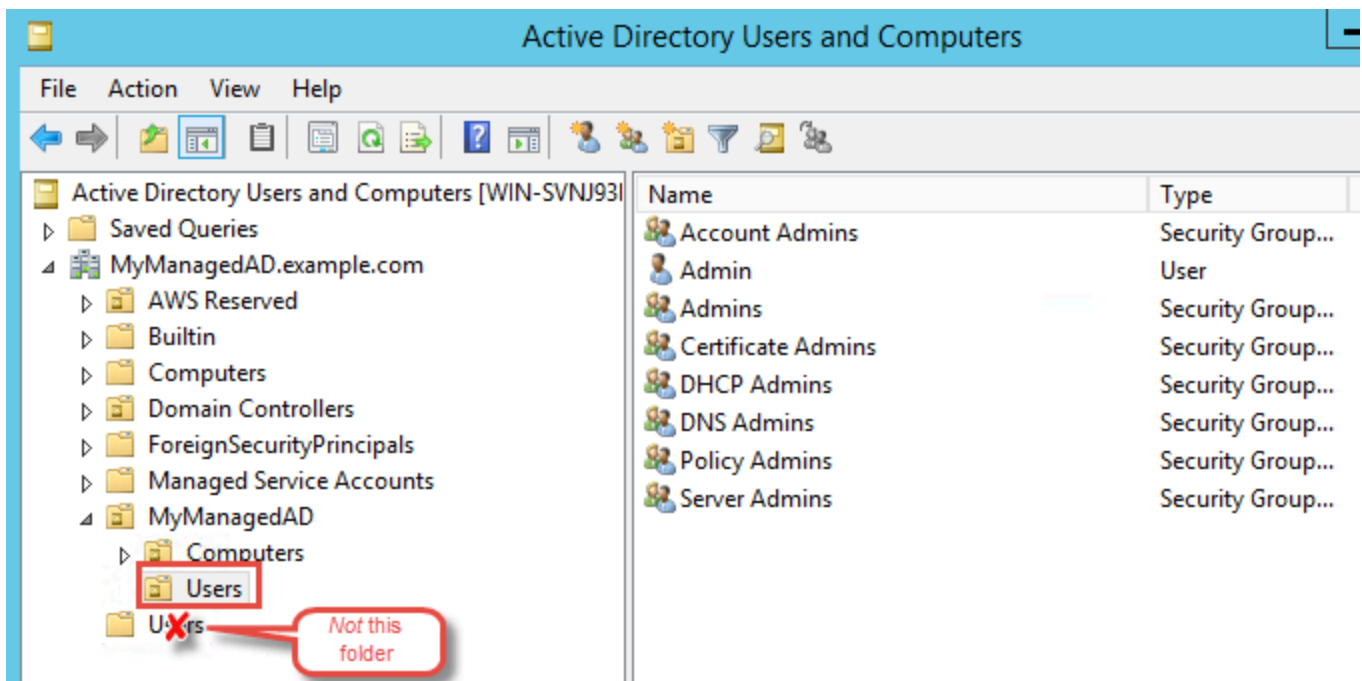 Active Directory Users and Computers
File Action View Help
Active Directory Users and Computers [WIN-SVNJ93I
Saved Queries
MyManagedAD.example.com
AWS Reserved
Builtin
Computers
Domain Controllers
ForeignSecurityPrincipals
Managed Service Accounts
MyManagedAD
Computers
Users
Users
Not this
folder
Name Type
Account Admins Security Group...
Admin User
Admins Security Group...
Certificate Admins Security Group...
DHCP Admins Security Group...
DNS Admins Security Group...
Policy Admins Security Group...
Server Admins Security Group...